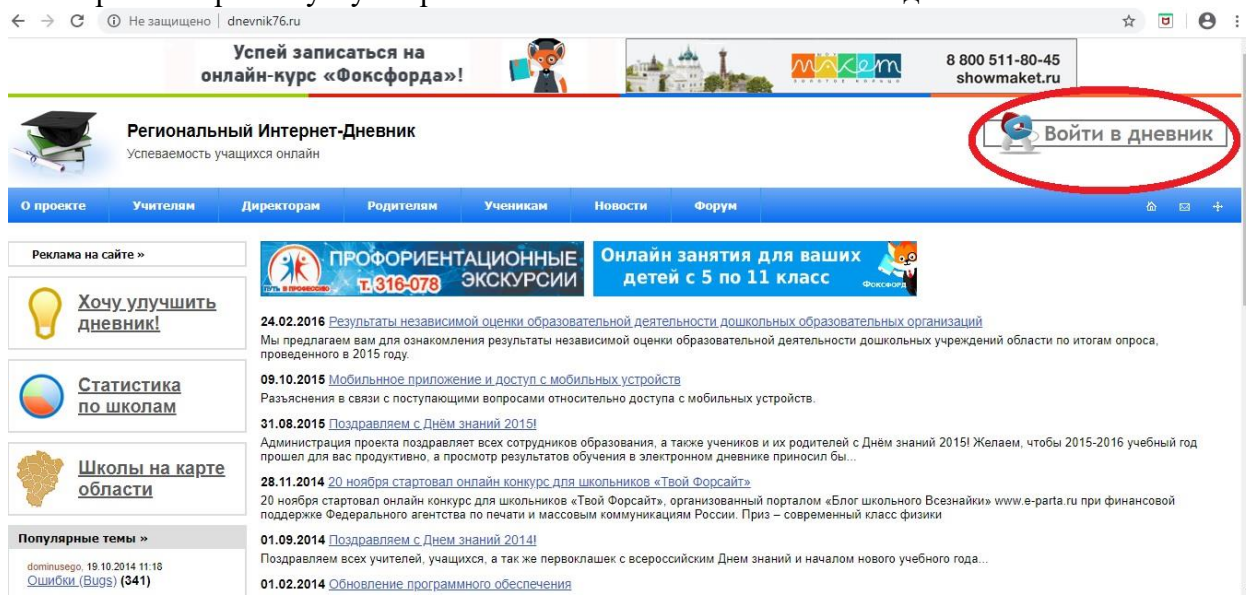 Не защищено | dnevnik76.ru
Успей записаться на
онлайн-курс «Фоксфорда»!
макет
8 800 511-80-45
showmaket.ru
Региональный Интернет-Дневник
Успеваемость учащихся онлайн
Войти в дневник
О проекте Учителям Директорам Родителям Ученикам Новости Форум
Реклама на сайте »
Хочу улучшить
дневник!
Статистика
по школам
Школы на карте
области
Популярные темы »
dominusego, 19.10.2014 11:18
Ошибки (Bugs) (341)
ПРОФОРИЕНТАЦИОННЫЕ
т. 316-078 ЭКСКУРСИИ
ПУТЬ В ПРОФЕССИЮ
Онлайн занятия для ваших
детей с 5 по 11 класс
Фоксфорд
24.02.2016 Результаты независимой оценки образовательной деятельности дошкольных образовательных организаций
Мы предлагаем вам для ознакомления результаты независимой оценки образовательной деятельности дошкольных учреждений области по итогам опроса,
проведенного в 2015 году.
09.10.2015 Мобильнное приложение и доступ с мобильных устройств
Разъяснения в связи с поступающими вопросами относительно доступа с мобильных устройств.
31.08.2015 Поздравляем с Днём знаний 2015!
Администрация проекта поздравляет всех сотрудников образования, а также учеников и их родителей с Днём знаний 2015! Желаем, чтобы 2015-2016 учебный год
прошел для вас продуктивно, а просмотр результатов обучения в электронном дневнике приносил бы...
28.11.2014 20 ноября стартовал онлайн конкурс для школьников «Твой Форсайт»
20 ноября стартовал онлайн конкурс для школьников «Твой Форсайт», организованный порталом «Блог школьного Всезнайки» www.e-parta.ru при финансовой
поддержке Федерального агентства по печати и массовым коммуникациям России. Приз – современный класс физики
01.09.2014 Поздравляем с Днем знаний 2014!
Поздравляем всех учителей, учащихся, а так же первоклашек с всероссийским Днем знаний и началом нового учебного года...
01.02.2014 Обновление программного обеспечения